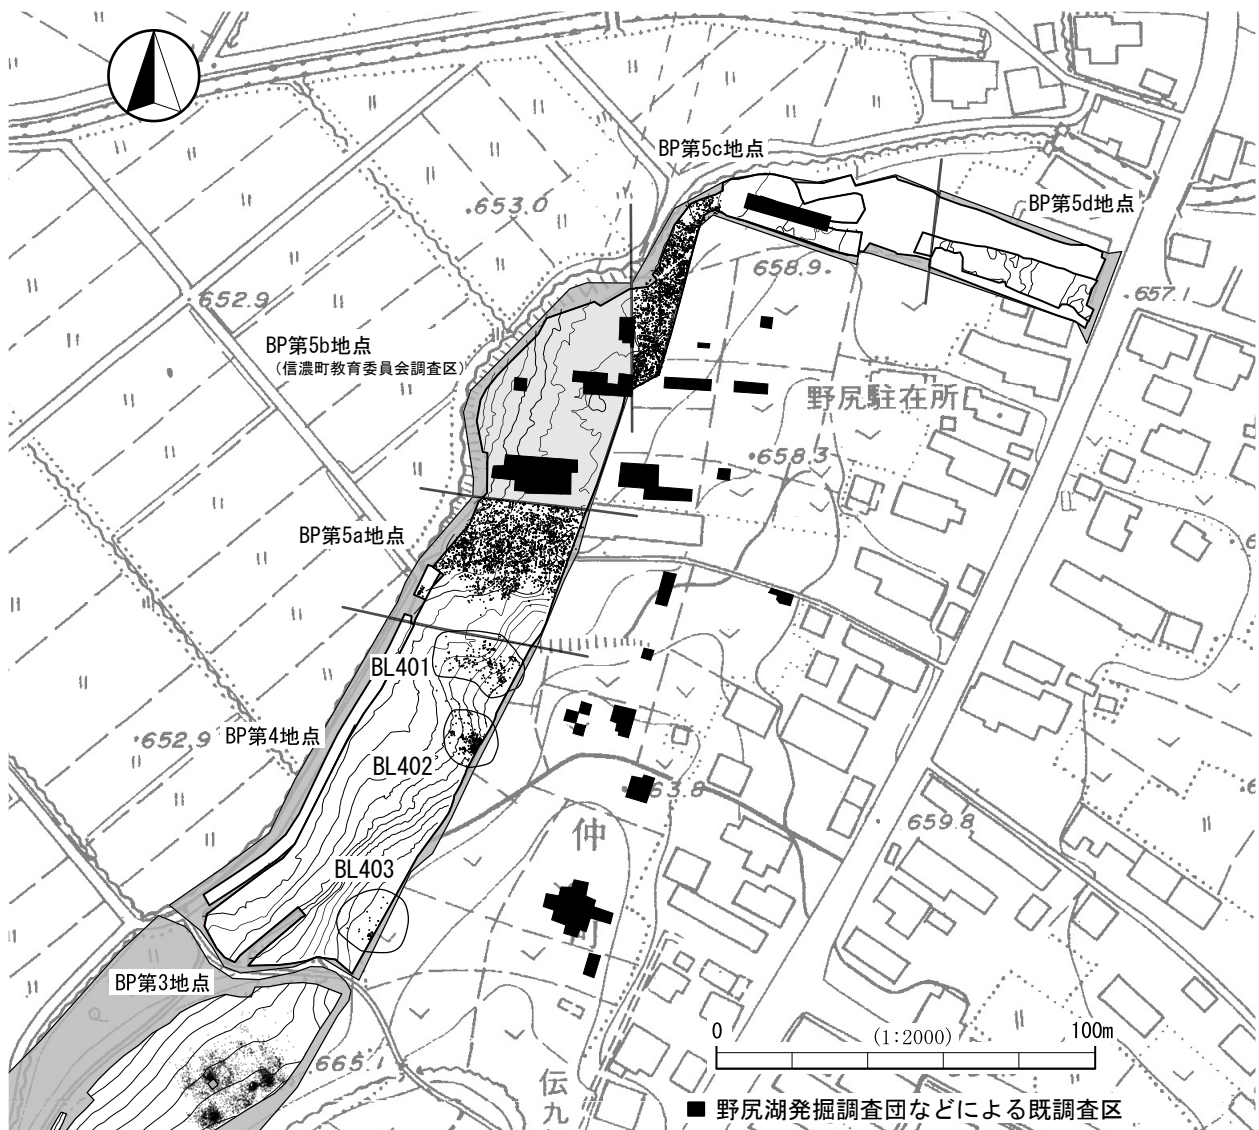 BP第5c地点
653.0
BP第5d地点
658.9
652.9
657.1
BP第5b地点
(信濃町教育委員会調査区)
野尻駐在所
658.3
BP第5a地点
BL401
652.9
BP第4地点
BL402
663.8
659.8
仲
BL403
町
BP第3地点
0
(1:2000)
100m
665.1
伝九
野尻湖発掘調査団などによる既調査区